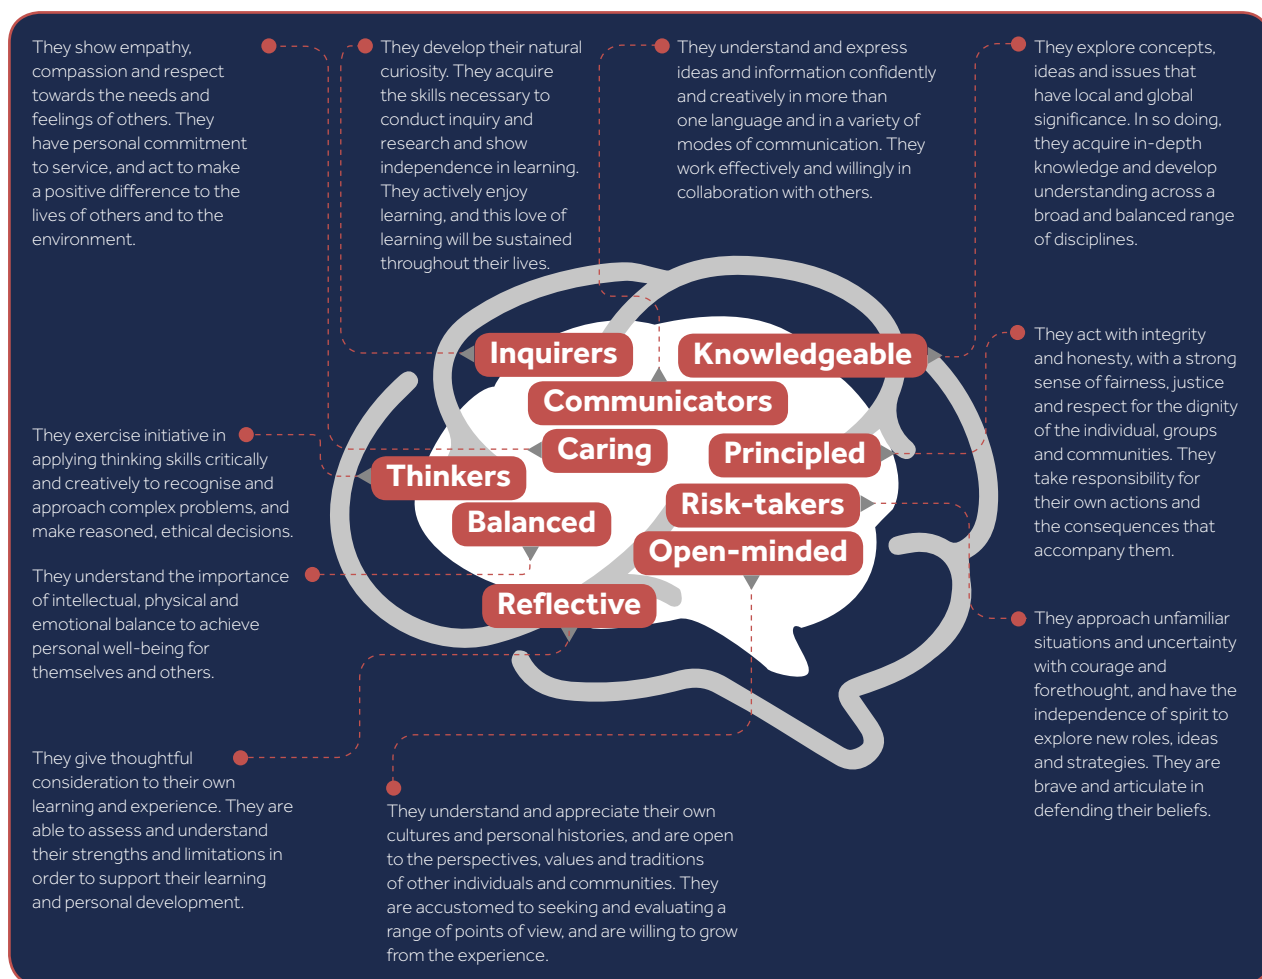 They show empathy,
compassion and respect
towards the needs and
feelings of others. They
have personal commitment
to service, and act to make
a positive difference to the
lives of others and to the
environment.
They develop their natural
curiosity. They acquire
the skills necessary to
conduct inquiry and
research and show
independence in learning.
They actively enjoy
learning, and this love of
learning will be sustained
throughout their lives.
They understand and express
ideas and information confidently
and creatively in more than
one language and in a variety of
modes of communication. They
work effectively and willingly in
collaboration with others.
They explore concepts,
ideas and issues that
have local and global
significance. In so doing,
they acquire in-depth
knowledge and develop
understanding across a
broad and balanced range
of disciplines.
Inquirers
Knowledgeable
Communicators
Caring
Principled
Thinkers
Risk-takers
Balanced
Open-minded
Reflective
They act with integrity
and honesty, with a strong
sense of fairness, justice
and respect for the dignity
of the individual, groups
and communities. They
take responsibility for
their own actions and
the consequences that
accompany them.
They exercise initiative in
applying thinking skills critically
and creatively to recognise and
approach complex problems, and
make reasoned, ethical decisions.
They understand the importance
of intellectual, physical and
emotional balance to achieve
personal well-being for
themselves and others.
They approach unfamiliar
situations and uncertainty
with courage and
forethought, and have the
independence of spirit to
explore new roles, ideas
and strategies. They are
brave and articulate in
defending their beliefs.
They give thoughtful
consideration to their own
learning and experience. They are
able to assess and understand
their strengths and limitations in
order to support their learning
and personal development.
They understand and appreciate their own
cultures and personal histories, and are open
to the perspectives, values and traditions
of other individuals and communities. They
are accustomed to seeking and evaluating a
range of points of view, and are willing to grow
from the experience.